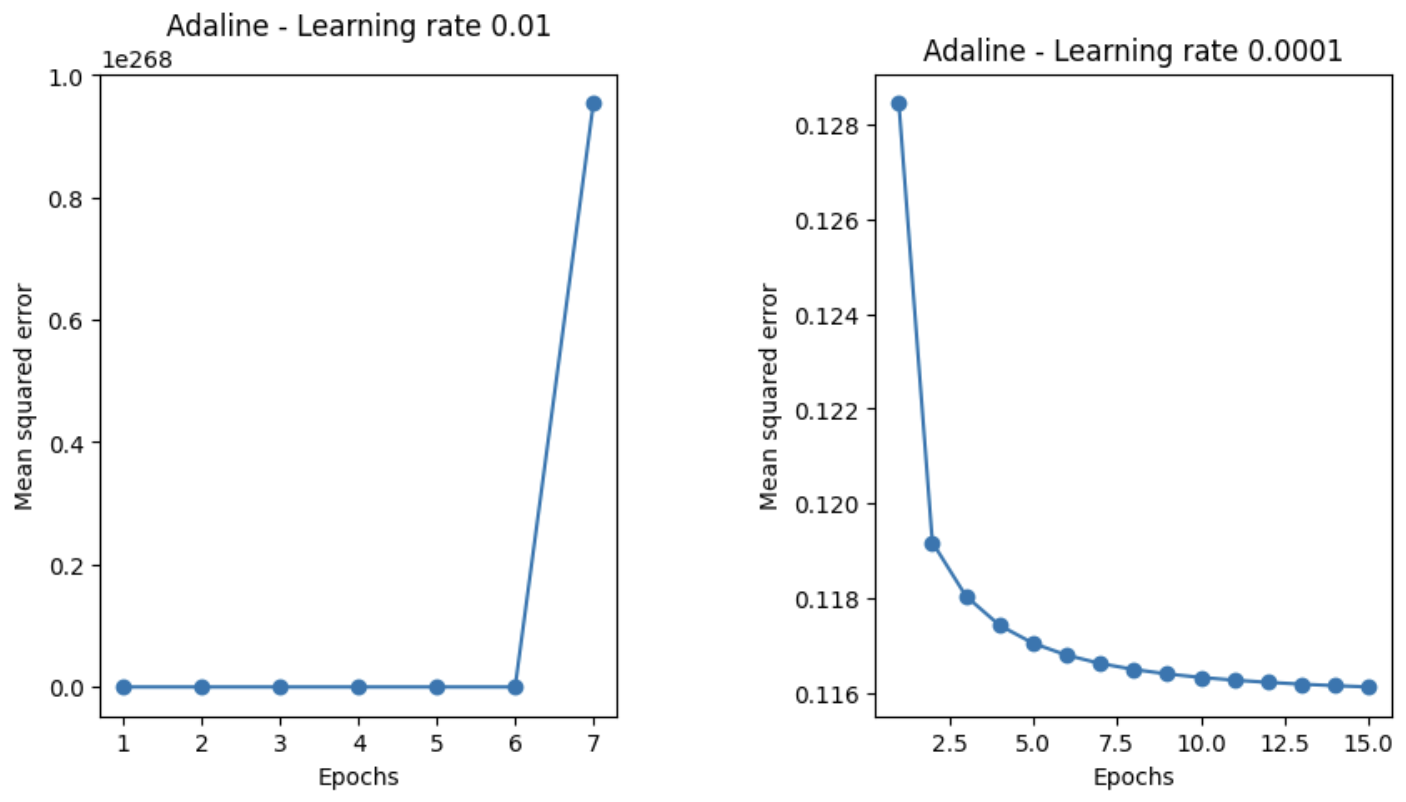 Adaline - Learning rate 0.01
1e268
1.0
0.8
0.6
0.4
0.2
0.0
Mean squared error
1 2 3 4 5 6 7
Epochs
Adaline - Learning rate 0.0001
0.128
0.126
0.124
0.122
0.120
0.118
0.116
Mean squared error
2.5 5.0 7.5 10.0 12.5 15.0
Epochs